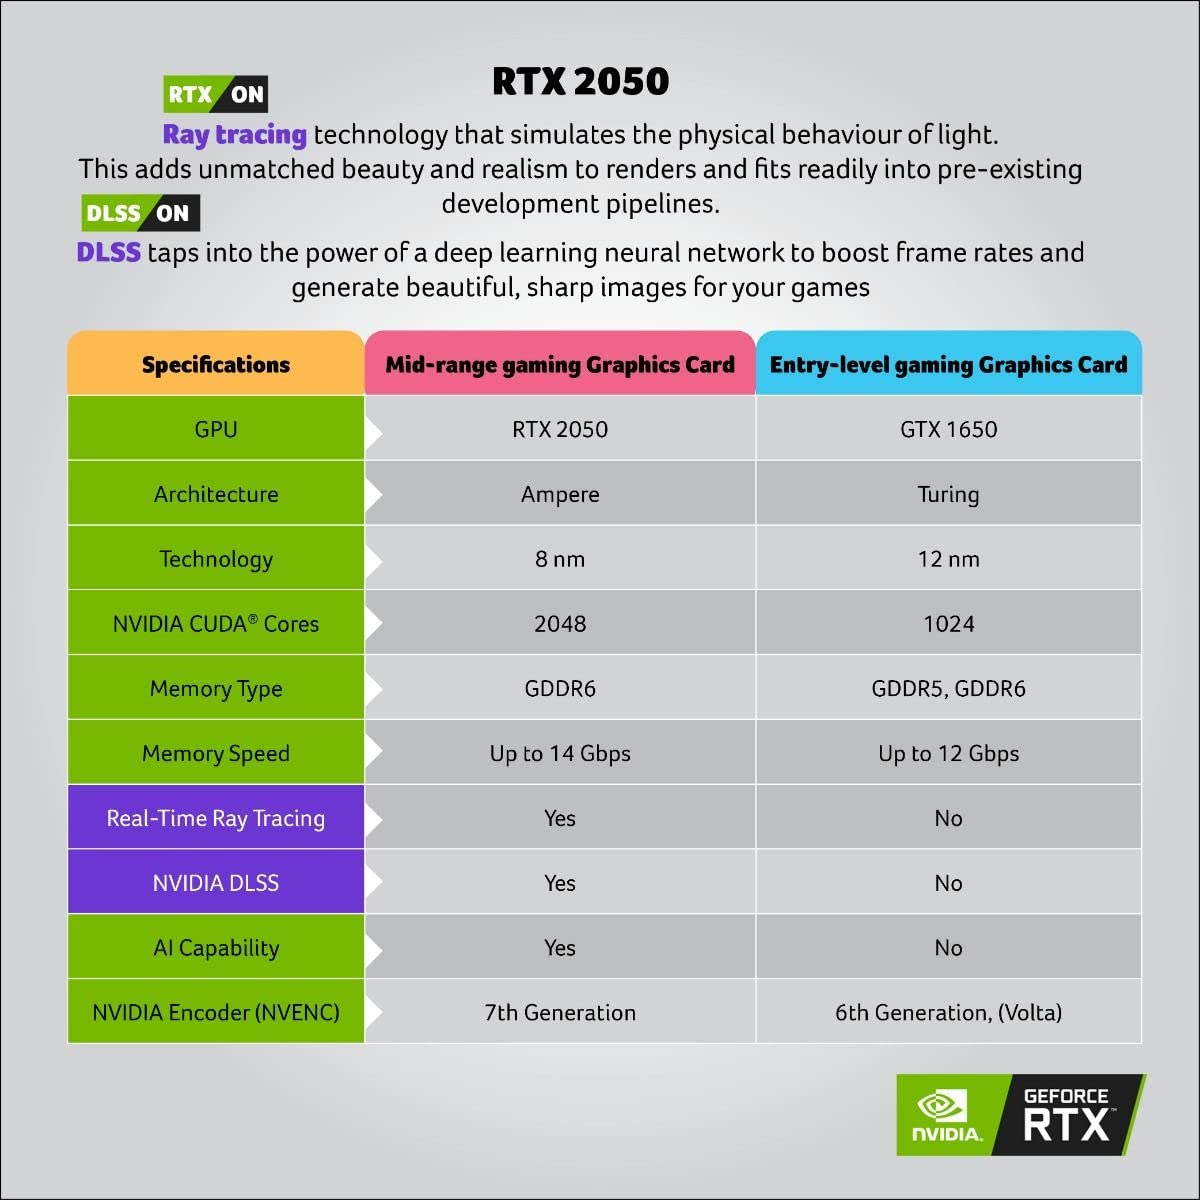 RTX 2050
RTX ON
Ray tracing technology that simulates the physical behaviour of light.
This adds unmatched beauty and realism to renders and fits readily into pre-existing
development pipelines.
DLSS ON
DLSS taps into the power of a deep learning neural network to boost frame rates and
generate beautiful, sharp images for your games
Specifications Mid-range gaming Graphics Card Entry-level gaming Graphics Card
GPU RTX 2050 GTX 1650
Architecture Ampere Turing
Technology 8 nm 12 nm
NVIDIA CUDA® Cores 2048 1024
Memory Type GDDR6 GDDR5, GDDR6
Memory Speed Up to 14 Gbps Up to 12 Gbps
Real-Time Ray Tracing Yes No
NVIDIA DLSS Yes No
AI Capability Yes No
NVIDIA Encoder (NVENC) 7th Generation 6th Generation, (Volta)
GEFORCE
NVIDIA. RTX™